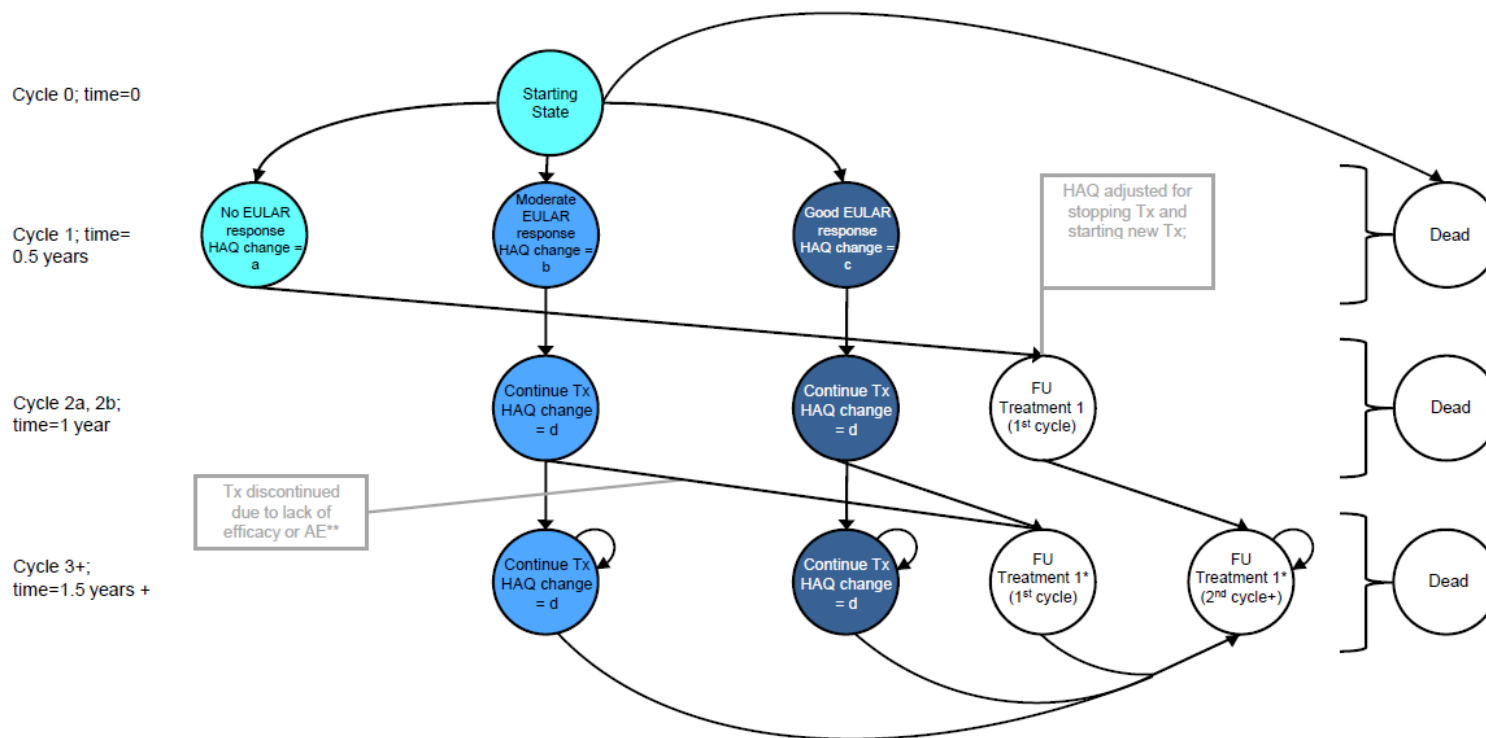 Cycle 0; time=0
Starting
State
Cycle 1; time=
0.5 years
No EULAR
response
HAQ change =
a
Moderate
EULAR
response
HAQ change =
b
Good EULAR
response
HAQ change =
c
HAQ adjusted for
stopping Tx and
starting new Tx;
Dead
Cycle 2a, 2b;
time=1 year
Continue Tx
HAQ change
= d
Continue Tx
HAQ change
= d
FU
Treatment 1
(1st cycle)
Dead
Tx discontinued
due to lack of
efficacy or AE**
Cycle 3+;
time=1.5 years +
Continue Tx
HAQ change
= d
Continue Tx
HAQ change
= d
FU
Treatment 1*
(1st cycle)
FU
Treatment 1*
(2nd cycle+)
Dead